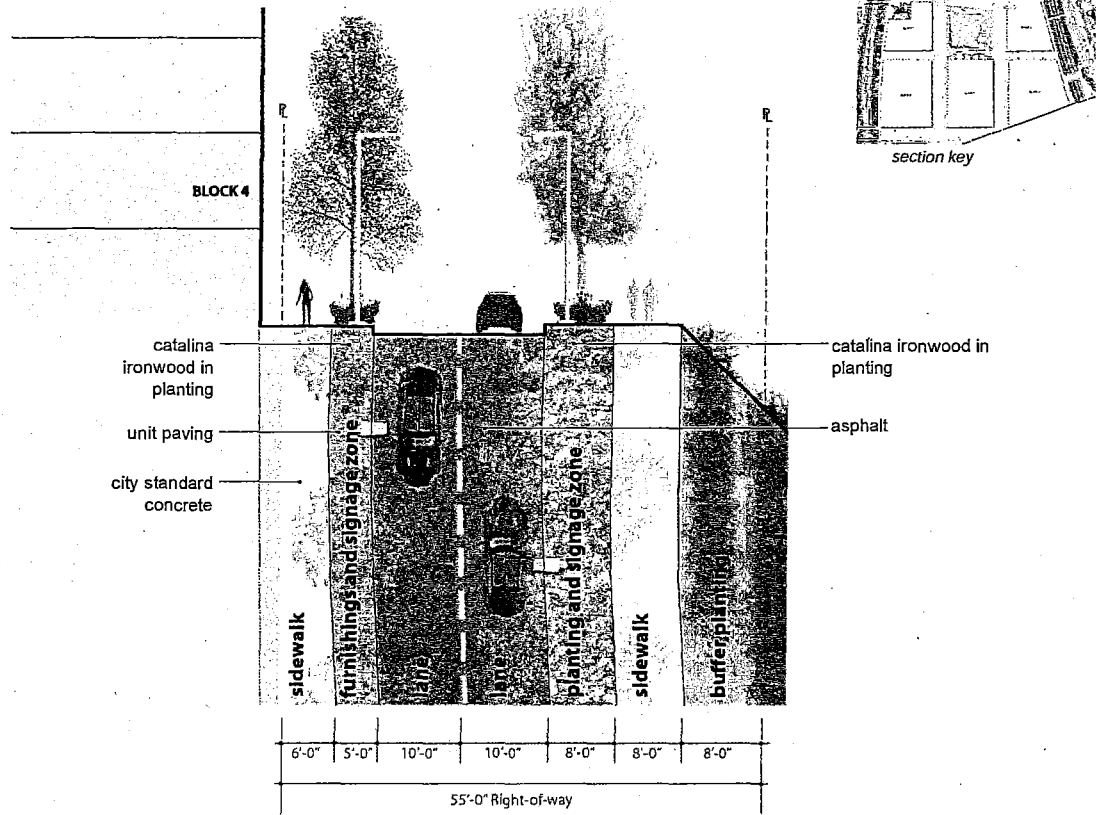 section key
BLOCK 4
catalina
ironwood in
planting
unit paving
city standard
concrete
catalina ironwood in
planting
asphalt
sidewalk
furnishings and signage zone
lane
lane
planting and signage zone
sidewalk
buffer planting
6'-0" 5'-0" 10'-0" 10'-0" 8'-0" 8'-0" 8'-0"
55'-0" Right-of-way